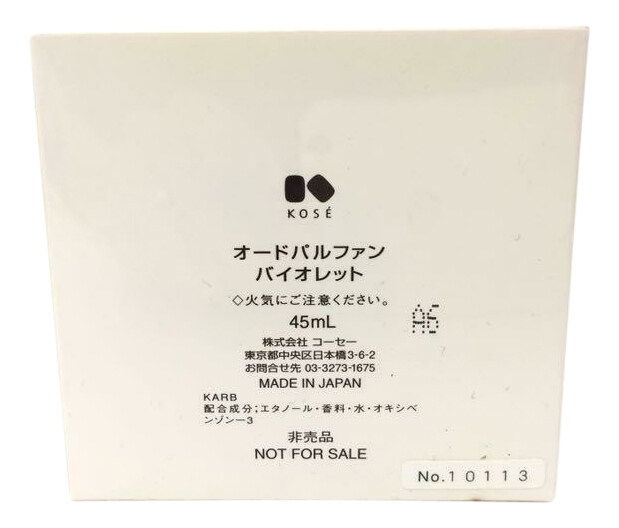 KOSÉ
オードパルファン
バイオレット
◇火気にご注意ください。
45mL
A6
株式会社 コーセー
東京都中央区日本橋3-6-2
お問合せ先 03-3273-1675
MADE IN JAPAN
KARB
配合成分;エタノール・香料・水・オキシベ
ンゾン－3
非売品
NOT FOR SALE
No.10113